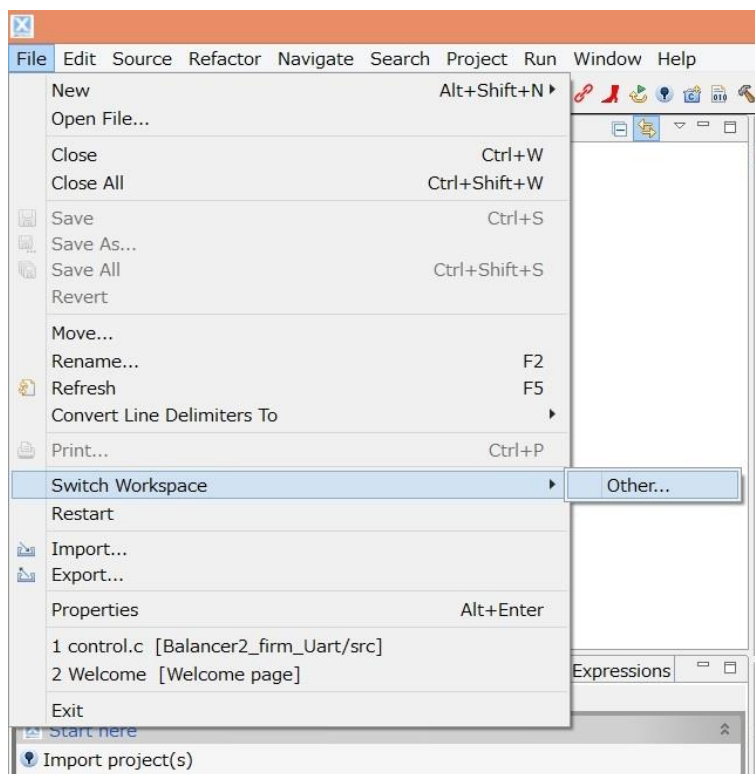 File Edit Source Refactor Navigate Search Project Run Window Help
New Alt+Shift+N
Open File...
Close Ctrl+W
Close All Ctrl+Shift+W
Save Ctrl+S
Save As...
Save All Ctrl+Shift+S
Revert
Move...
Rename... F2
Refresh F5
Convert Line Delimiters To
Print... Ctrl+P
Switch Workspace Other...
Restart
Import...
Export...
Properties Alt+Enter
1 control.c [Balancer2_firm_Uart/src]
2 Welcome [Welcome page]
Expressions
Exit
Start here
Import project(s)